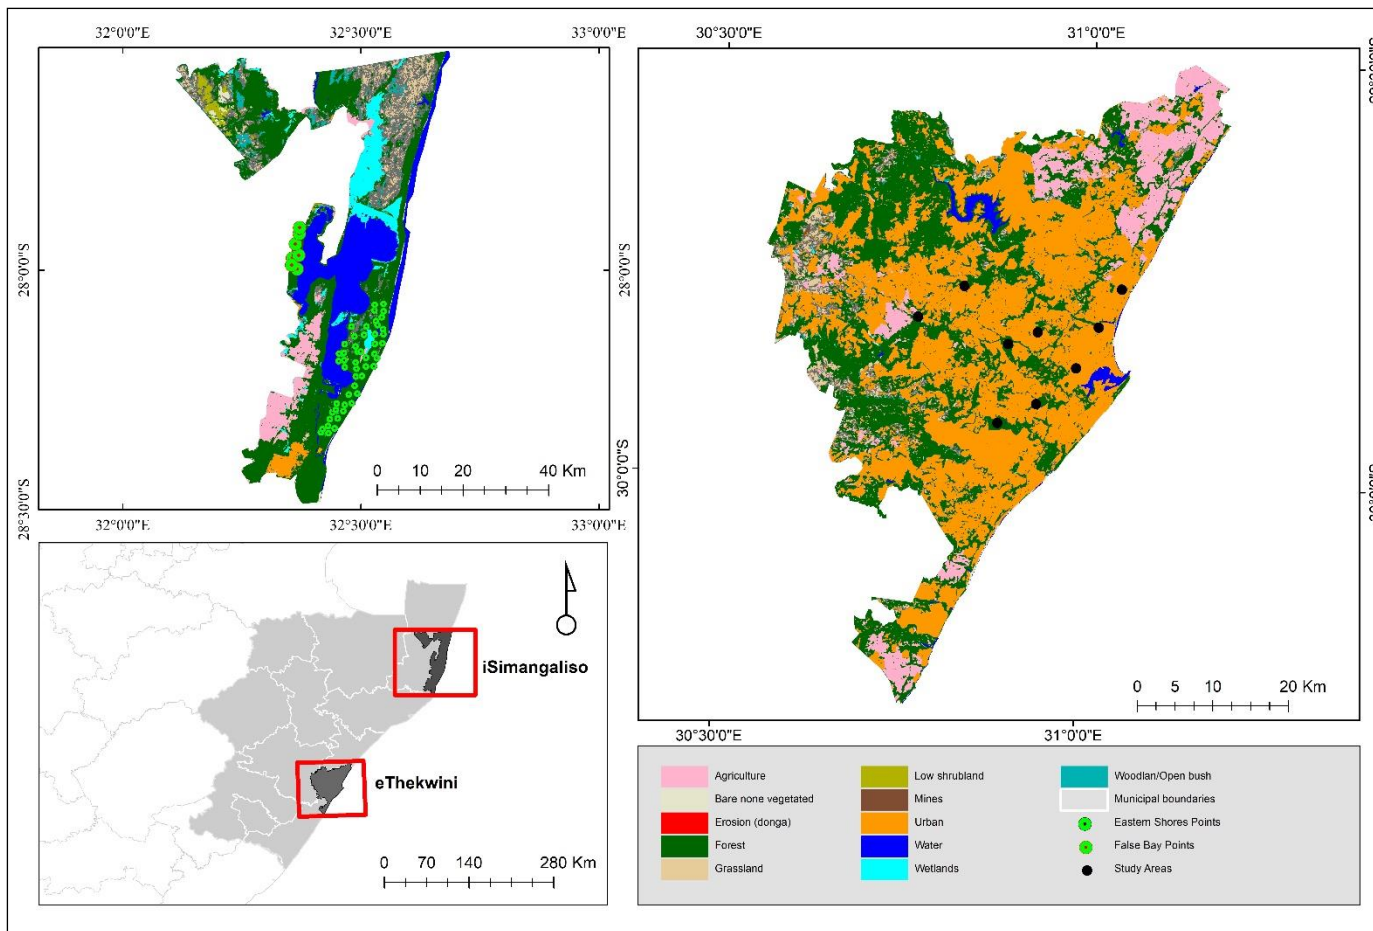 32°0'0"E 32°30'0"E 33°0'0"E
28°0'0"S
28°0'0"S
28°30'0"S
0 10 20 40 Km
32°0'0"E 32°30'0"E 33°0'0"E
30°30'0"E 31°0'0"E
30°0'0"S
0 5 10 20 Km
30°30'0"E 31°0'0"E
iSimangaliso
eThekwini
0 70 140 280 Km
Agriculture
Bare none vegetated
Erosion (donga)
Forest
Grassland
Low shrubland
Mines
Urban
Water
Wetlands
Woodlan/Open bush
Municipal boundaries
Eastern Shores Points
False Bay Points
Study Areas